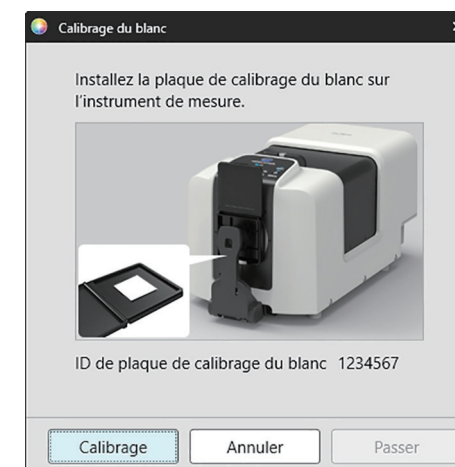 Calibrage du blanc
Installez la plaque de calibrage du blanc sur
l'instrument de mesure.
ID de plaque de calibrage du blanc 1234567
Calibrage
Annuler
Passer